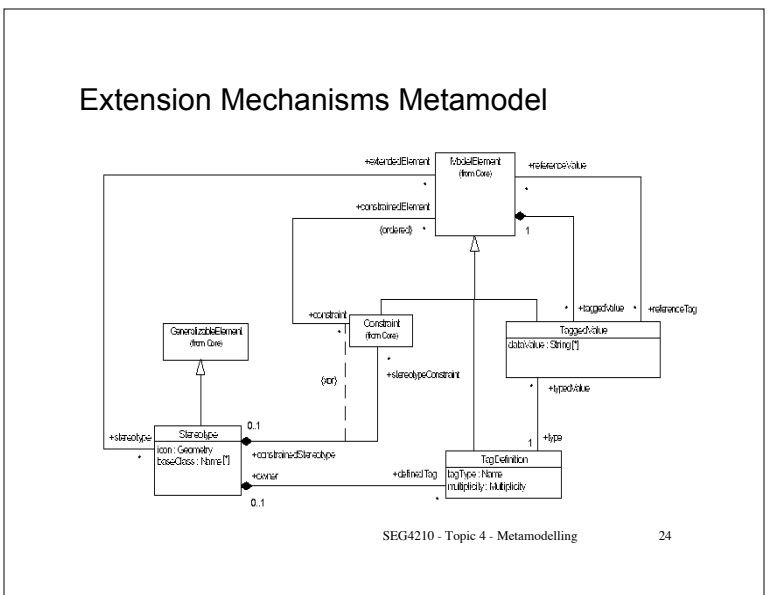 Extension Mechanisms Metamodel
+extendedElement
*
ModelElement
(from Core)
+referenceValue
*
+constrainedElement
{ordered} *
1
+constraint
*
Constraint
(from Core)
*
+stereotypeConstraint
{xor}
*
+taggedValue
*
+referenceTag
TaggedValue
dataValue : String[*]
*
+typedValue
GeneralizableElement
(from Core)
+stereotype
*
Stereotype
icon : Geometry
baseClass : Name[*]
0..1
+constrainedStereotype
+owner
0..1
+definedTag
*
1
+type
TagDefinition
tagType : Name
multiplicity : Multiplicity
SEG4210 - Topic 4 - Metamodelling 24